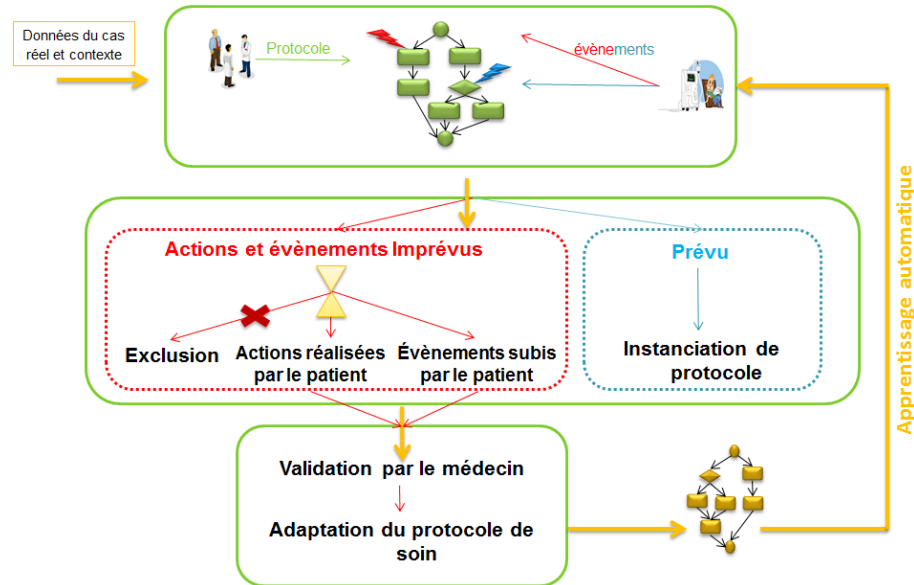 Données du cas
réel et contexte
Protocole
évènements
Actions et évènements Imprévus
Prévu
Exclusion
Actions réalisées
par le patient
Évènements subis
par le patient
Instanciation de
protocole
Validation par le médecin
Adaptation du protocole de
soin
Apprentissage automatique